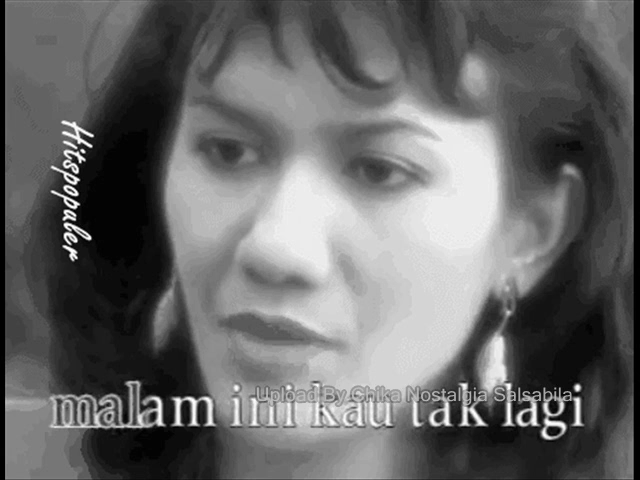 Hitspopuler
Upload By Chika Nostalgia Salsabila
malam ini kau tak lagi